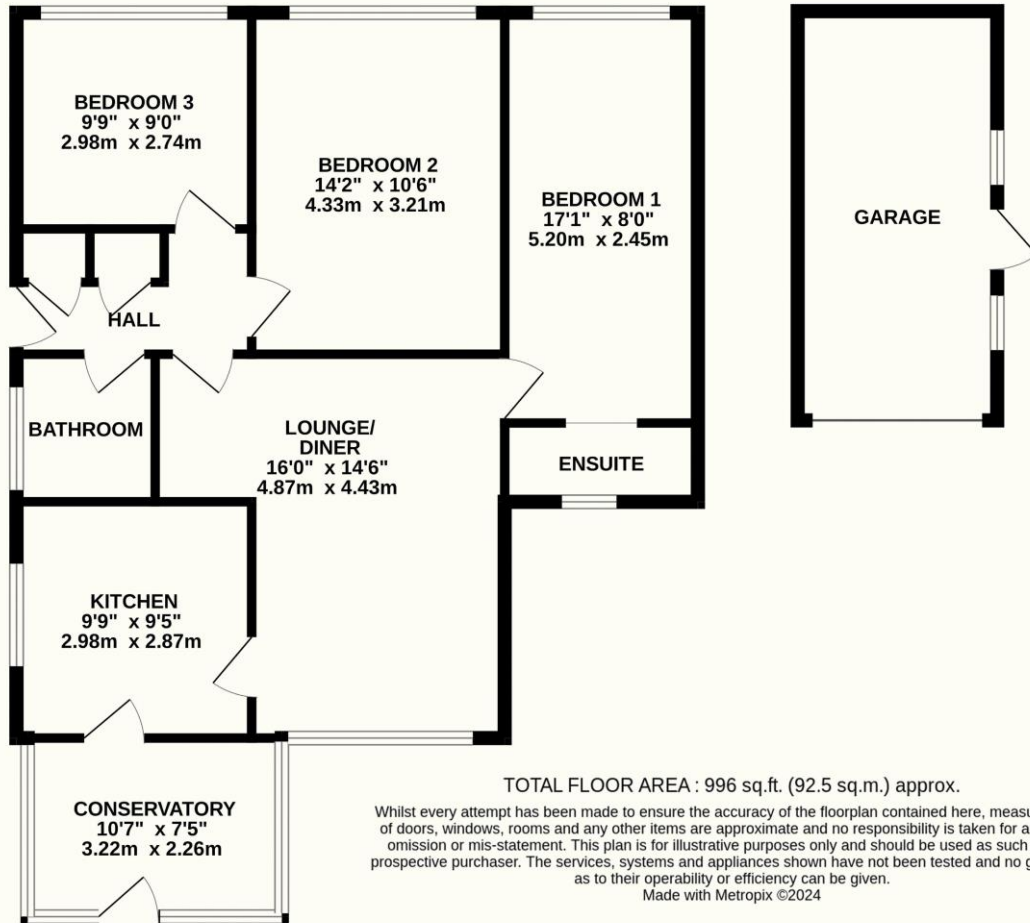 BEDROOM 3
9'9" x 9'0"
2.98m x 2.74m
BEDROOM 2
14'2" x 10'6"
4.33m x 3.21m
BEDROOM 1
17'1" x 8'0"
5.20m x 2.45m
GARAGE
HALL
BATHROOM
LOUNGE/
DINER
16'0" x 14'6"
4.87m x 4.43m
ENSUITE
KITCHEN
9'9" x 9'5"
2.98m x 2.87m
CONSERVATORY
10'7" x 7'5"
3.22m x 2.26m
TOTAL FLOOR AREA : 996 sq.ft. (92.5 sq.m.) approx.
Whilst every attempt has been made to ensure the accuracy of the floorplan contained here,
of doors, windows, rooms and any other items are approximate and no responsibility is taken for
omission or mis-statement. This plan is for illustrative purposes only and should be used as such
prospective purchaser. The services, systems and appliances shown have not been tested and no
as to their operability or efficiency can be given.
Made with Metropix ©2024